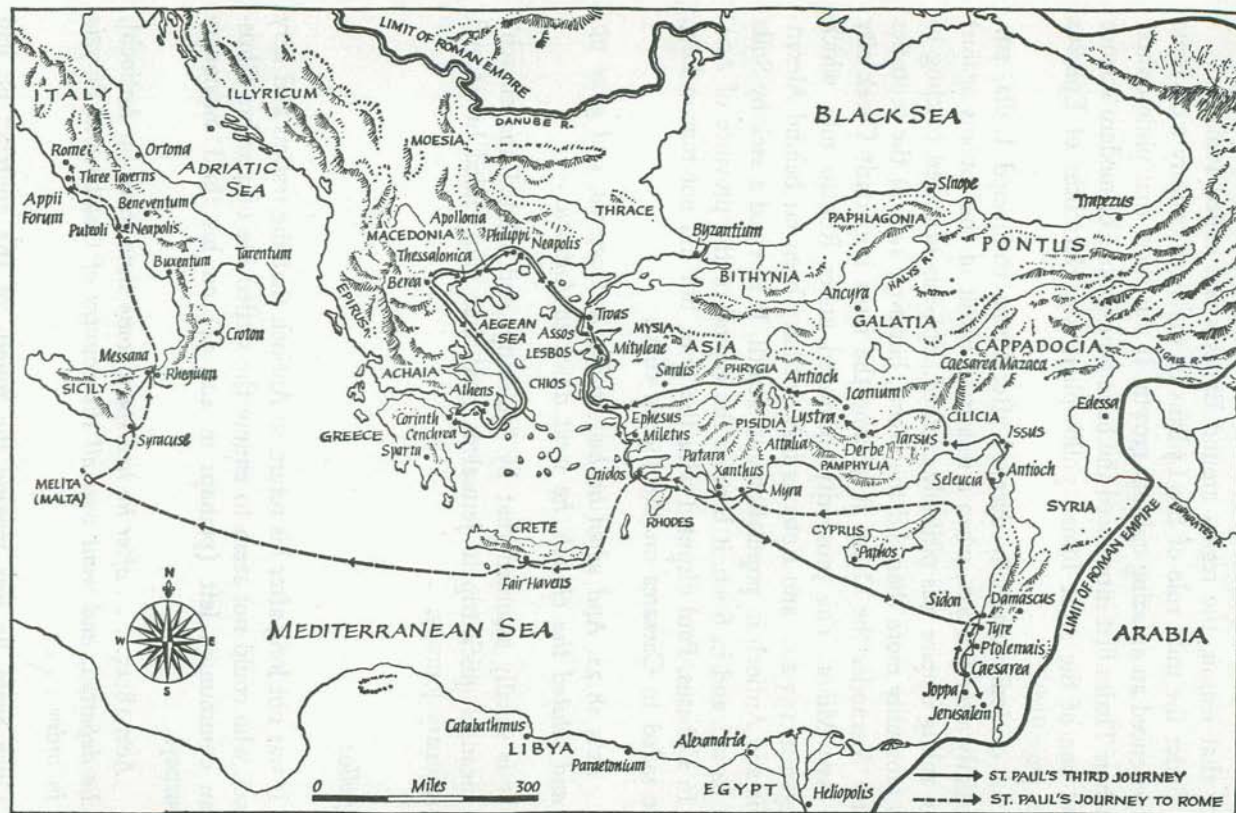 LIMIT OF ROMAN EMPIRE
ITALY
ILLYRICUM
DANUBE R.
BLACK SEA
MOESIA
Rome
Ortona
ADRIATIC
SEA
Three Taverns
Appii
Forum
Beneventum
Puteoli
Neapolis
Buxentum
Tarentum
Croton
Messana
Rhegium
SICILY
Syracuse
MELITA
(MALTA)
THRACE
Apollonia
Philippi
Neapolis
MACEDONIA
Thessalonica
Berea
EPIRUS
AEGEAN
SEA
ACHAIA
Athens
Corinth
Cenchrea
GREECE
Sparta
Byzantium
BITHYNIA
PAPHLAGONIA
Sinope
Trapezus
PONTUS
HALYS R.
Ancyra
GALATIA
CAPPADOCIA
Caesarea Mazaca
Troas
Assos
MYSIA
LESBOS
Mitylene
ASIA
CHIOS
Sardis
PHRYGIA
Antioch
Iconium
Lystra
Ephesus
Miletus
PISIDIA
Derbe
CILICIA
Tarsus
Issus
Edessa
Attalia
Patara
PAMPHYLIA
Xanthus
Cnidos
Myra
Seleucia
Antioch
SYRIA
RHODES
CYPRUS
Paphos
CRETE
Fair Havens
EUPHRATES R.
LIMIT OF ROMAN EMPIRE
Sidon
Damascus
Tyre
Ptolemais
Caesarea
Joppa
Jerusalem
ARABIA
N
W
E
S
MEDITERRANEAN SEA
Catabathmus
LIBYA
Paraetonium
Alexandria
EGYPT
Heliopolis
0 Miles 300
ST. PAUL'S THIRD JOURNEY
ST. PAUL'S JOURNEY TO ROME